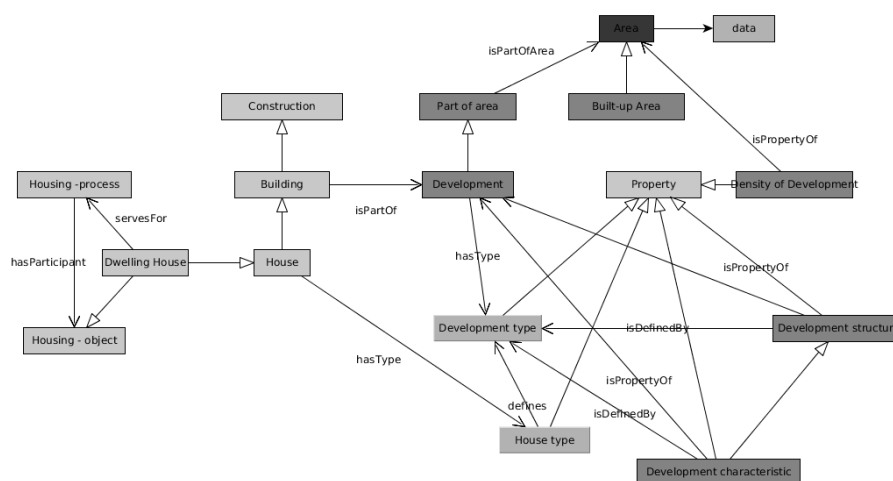 Area
data
isPartOfArea
Construction
Part of area
Built-up Area
isPropertyOf
Housing -process
Building
Development
Property
Density of Development
isPartOf
servesFor
hasParticipant
Dwelling House
House
hasType
isPropertyOf
Housing - object
Development type
isDefinedBy
Development structur
hasType
isPropertyOf
defines
isDefinedBy
House type
Development characteristic